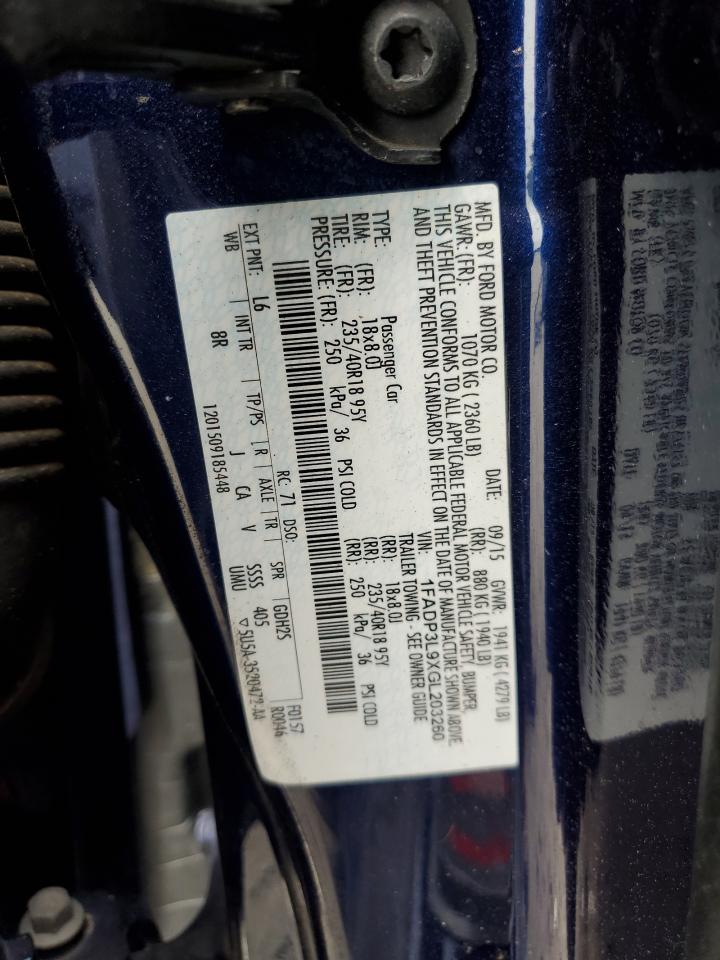 MFD. BY FORD MOTOR CO. DATE: 09/15 GVWR: 1941 KG ( 4279 LB)
GAWR: (FR): 1070 KG ( 2360 LB) (RR): 880 KG ( 1940 LB)
THIS VEHICLE CONFORMS TO ALL APPLICABLE FEDERAL MOTOR VEHICLE SAFETY, BUMPER,
AND THEFT PREVENTION STANDARDS IN EFFECT ON THE DATE OF MANUFACTURE SHOWN ABOVE.
VIN: 1FADP3L9XGL203260
TYPE: Passenger Car TRAILER TOWING - SEE OWNER GUIDE
RIM: (FR): 18x8.0J (RR): 18x8.0J
TIRE: (FR): 235/40R18 95Y (RR): 235/40R18 95Y
PRESSURE: (FR): 250 kPa/ 36 PSI COLD (RR): 250 kPa/ 36 PSI COLD
RC: 71 DSO: F0157
R0046
EXT PNT: L6 INT TR TP/PS R AXLE TR SPR GDH2S
WB 8R J CA V SSSS 405
1201509185448 UMU ▽ 5U5A-3520472-AA